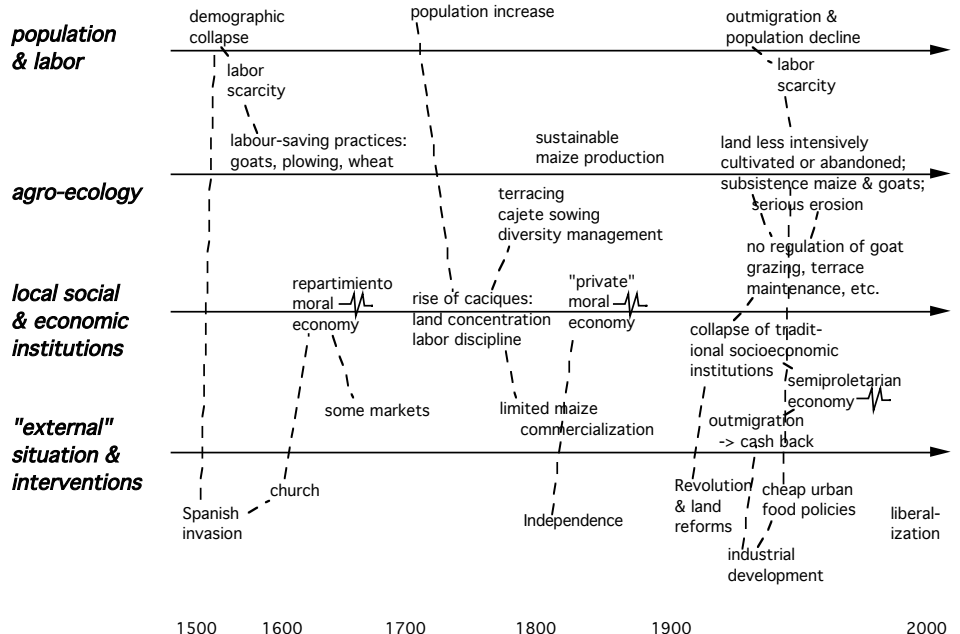 population
& labor
demographic
collapse
population increase
outmigration &
population decline
labor
scarcity
labor
scarcity
labour-saving practices:
goats, plowing, wheat
sustainable
maize production
land less intensively
cultivated or abandoned;
subsistence maize & goats;
serious erosion
agro-ecology
terracing
cajete sowing
diversity management
no regulation of goat
grazing, terrace
maintenance, etc.
local social
& economic
institutions
repartimiento
moral
economy
rise of caciques:
land concentration
labor discipline
"private"
moral
economy
collapse of tradit-
ional socioeconomic
institutions
semiproletarian
economy
some markets
limited maize
commercialization
outmigration
-> cash back
"external"
situation &
interventions
church
Spanish
invasion
Independence
Revolution
& land
reforms
cheap urban
food policies
liberal-
ization
industrial
development
1500 1600 1700 1800 1900 2000